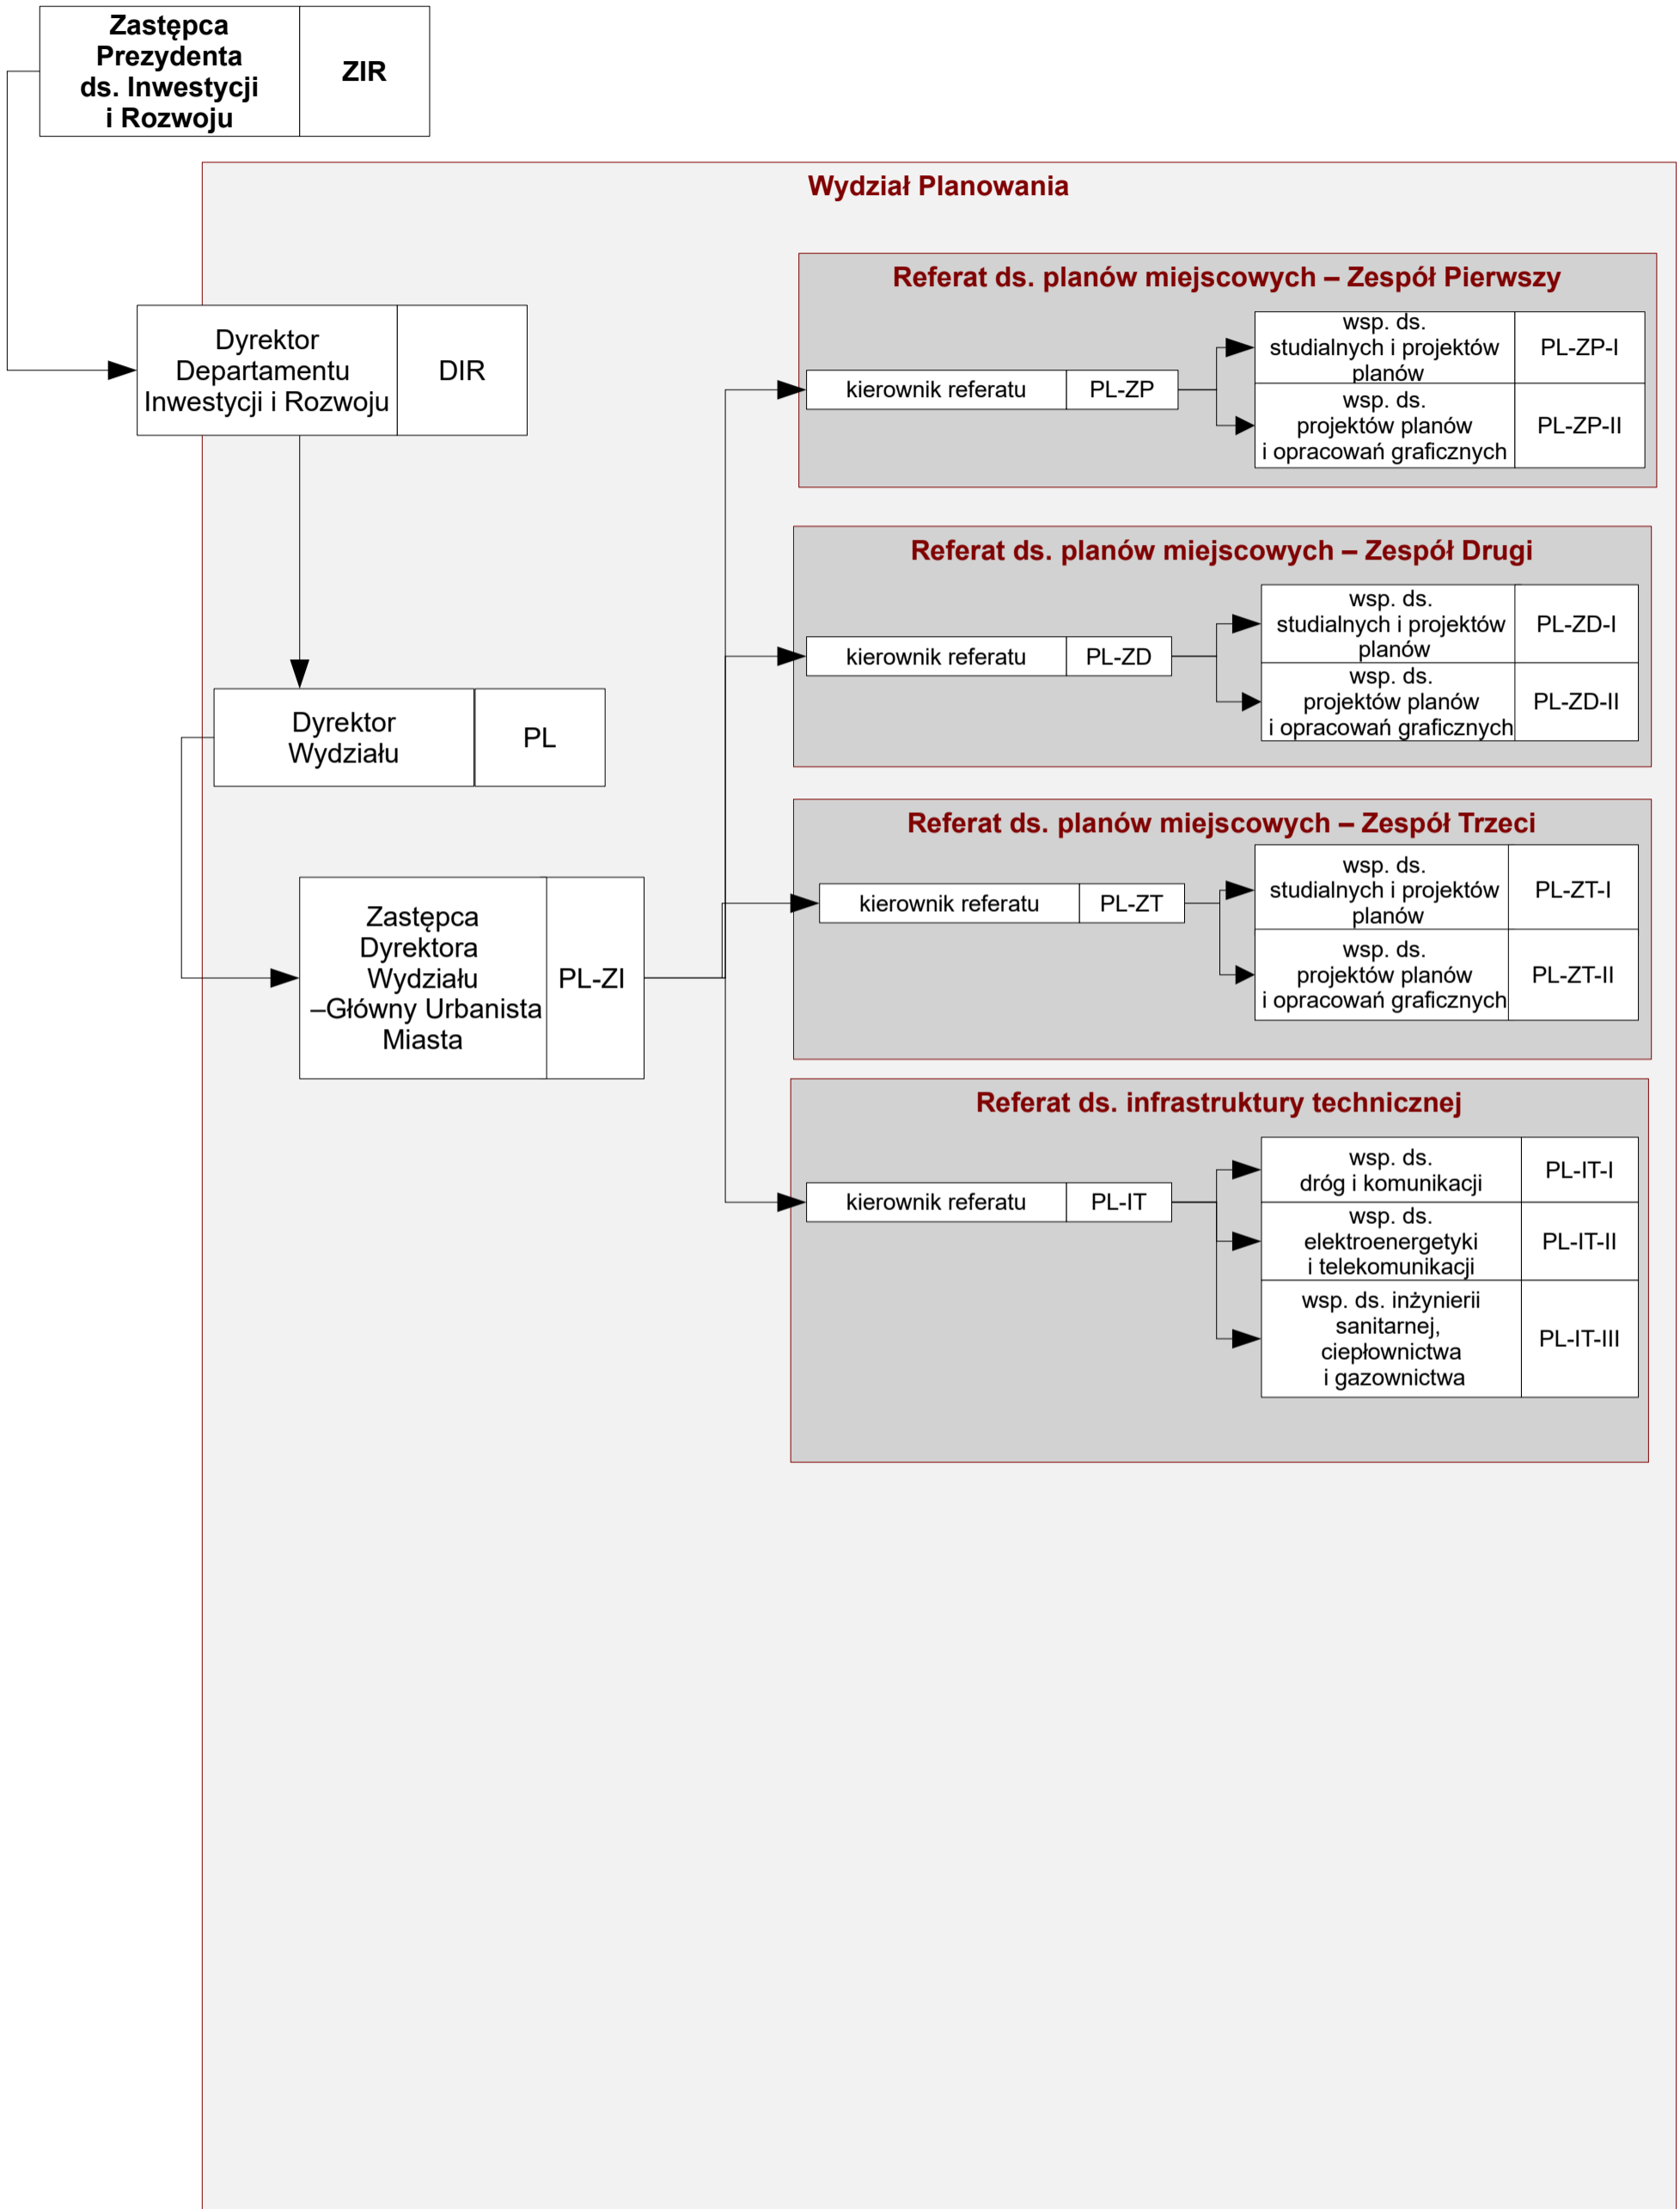 Zastępca
Prezydenta
ds. Inwestycji
i Rozwoju
ZIR
Wydział Planowania
Dyrektor
Departamentu
Inwestycji i Rozwoju
DIR
Dyrektor
Wydziału
PL
Zastępca
Dyrektora
Wydziału
–Główny Urbanista
Miasta
PL-ZI
Referat ds. planów miejscowych – Zespół Pierwszy
kierownik referatu
PL-ZP
wsp. ds.
studialnych i projektów
planów
PL-ZP-I
wsp. ds.
projektów planów
i opracowań graficznych
PL-ZP-II
Referat ds. planów miejscowych – Zespół Drugi
kierownik referatu
PL-ZD
wsp. ds.
studialnych i projektów
planów
PL-ZD-I
wsp. ds.
projektów planów
i opracowań graficznych
PL-ZD-II
Referat ds. planów miejscowych – Zespół Trzeci
kierownik referatu
PL-ZT
wsp. ds.
studialnych i projektów
planów
PL-ZT-I
wsp. ds.
projektów planów
i opracowań graficznych
PL-ZT-II
Referat ds. infrastruktury technicznej
kierownik referatu
PL-IT
wsp. ds.
dróg i komunikacji
PL-IT-I
wsp. ds.
elektroenergetyki
i telekomunikacji
PL-IT-II
wsp. ds. inżynierii
sanitarnej,
ciepłownictwa
i gazownictwa
PL-IT-III